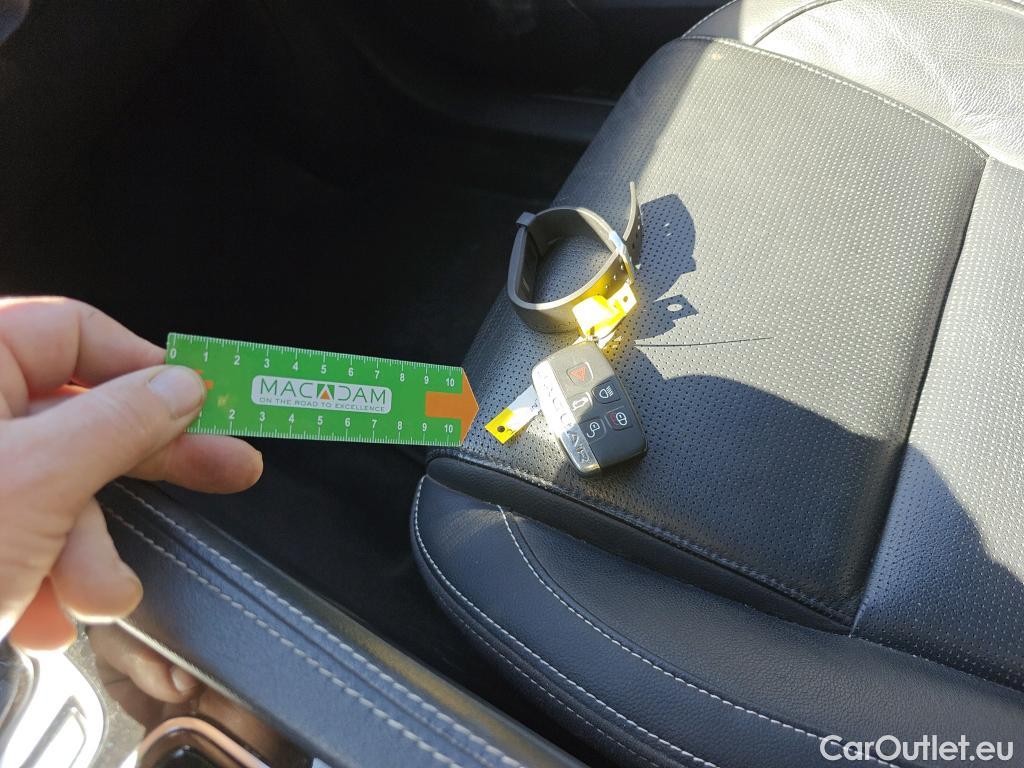 0 1 2 3 4 5 6 7 8 9 10
MACADAM
ON THE ROAD TO EXCELLENCE
2 3 4 5 6 7 8 9 10
CarOutlet.eu